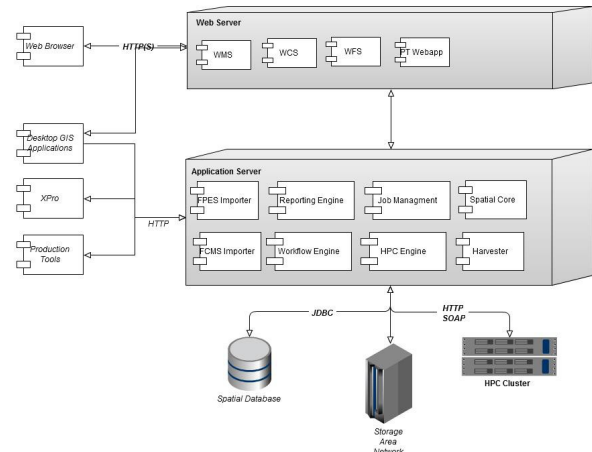 Web Server
Web Browser
HTTP(S)
WMS
WCS
WFS
PT Webapp
Desktop GIS
Applications
Application Server
FPES Importer
Reporting Engine
Job Managment
Spatial Core
XPro
HTTP
Production
Tools
FCMS Importer
Workflow Engine
HPC Engine
Harvester
JDBC
HTTP
SOAP
Spatial Database
HPC Cluster
Storage
Area
Network